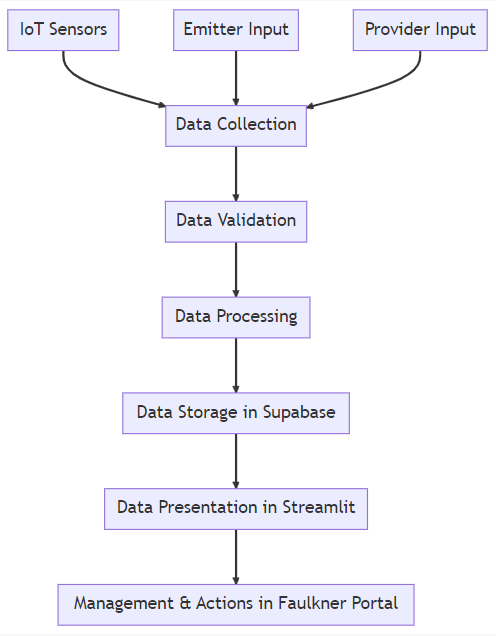 IoT Sensors
Emitter Input
Provider Input
Data Collection
Data Validation
Data Processing
Data Storage in Supabase
Data Presentation in Streamlit
Management & Actions in Faulkner Portal